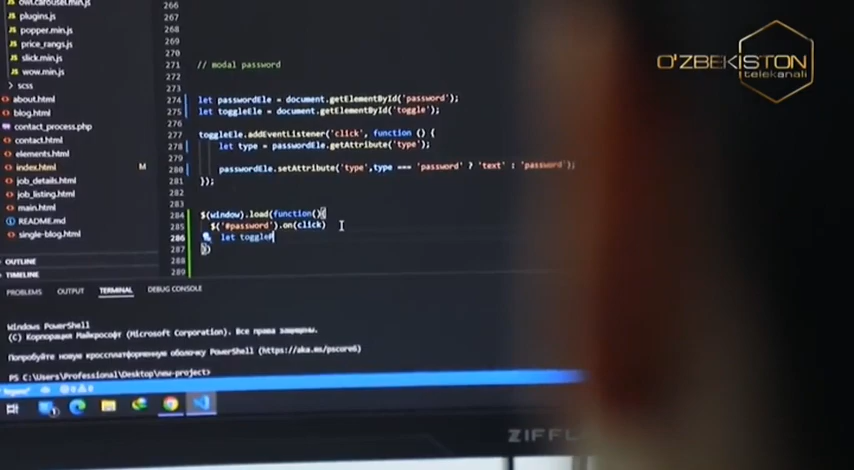 owl.carousel.min.js
plugins.js
popper.min.js
price_rangs.js
slick.min.js
wow.min.js
scss
about.html
blog.html
contact_process.php
contact.html
elements.html
index.html M
job_details.html
job_listing.html
main.html
README.md
single-blog.html
OUTLINE
TIMELINE
266
267
268
269
270
271 // modal password
272
273
274 let passwordEle = document.getElementById('password');
275 let toggleEle = document.getElementById('toggle');
276
277 toggleEle.addEventListener('click', function () {
278 let type = passwordEle.getAttribute('type');
279
280 passwordEle.setAttribute('type',type === 'password' ? 'text' : 'password');
281 });
282
283
284 $(window).load(function(){
285 $('#password').on(click)
286 let toggleP
287 })
288
289
PROBLEMS OUTPUT TERMINAL DEBUG CONSOLE
Windows PowerShell
(C) Корпорация Майкрософт (Microsoft Corporation). Все права защищены.
Попробуйте новую кроссплатформенную оболочку PowerShell (https://aka.ms/pscore6)
PS C:\Users\Professional\Desktop\new-project>
ZIFFL
O'ZBEKISTON
telekanali